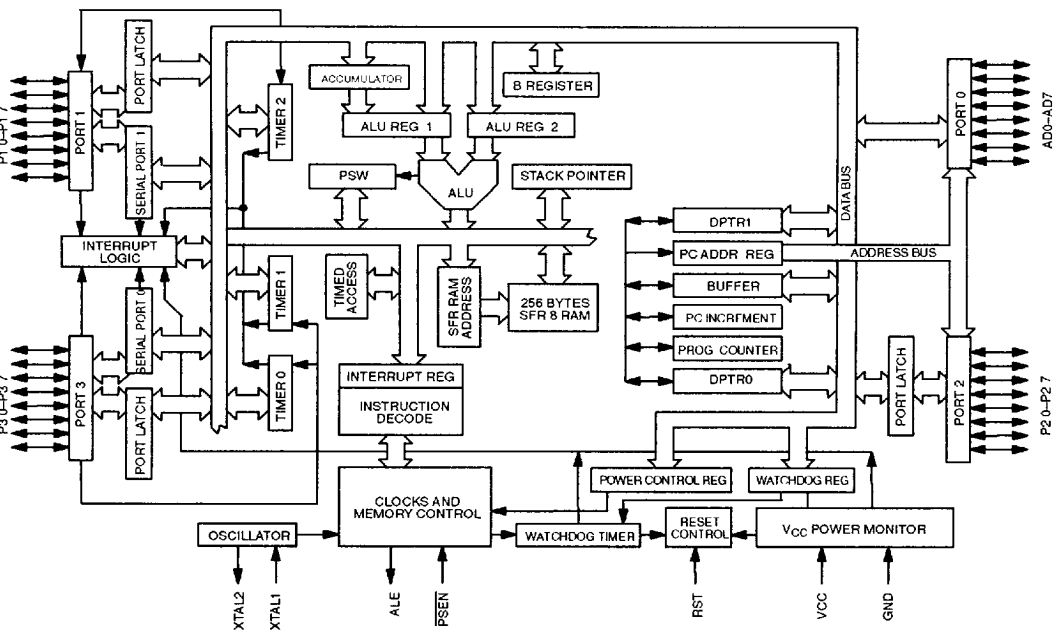 PORT LATCH
P1 0–P1 7
PORT 1
SERIAL PORT 1
TIMER 2
ACCUMULATOR
B REGISTER
ALU REG 1
ALU REG 2
PSW
ALU
STACK POINTER
PORT 0
AD0–AD7
DATA BUS
INTERRUPT
LOGIC
DPTR1
PC ADDR REG
ADDRESS BUS
BUFFER
PC INCREMENT
PROG COUNTER
DPTR0
TIMER 1
TIMED
ACCESS
SFR RAM
ADDRESS
256 BYTES
SFR 8 RAM
SERIAL PORT 0
P3 0–P3 7
PORT 3
PORT LATCH
TIMER 0
INTERRUPT REG
INSTRUCTION
DECODE
PORT LATCH
PORT 2
P2 0–P2 7
CLOCKS AND
MEMORY CONTROL
POWER CONTROL REG
WATCHDOG REG
OSCILLATOR
WATCHDOG TIMER
RESET
CONTROL
VCC POWER MONITOR
XTAL2
XTAL1
ALE
PSEN
RST
VCC
GND